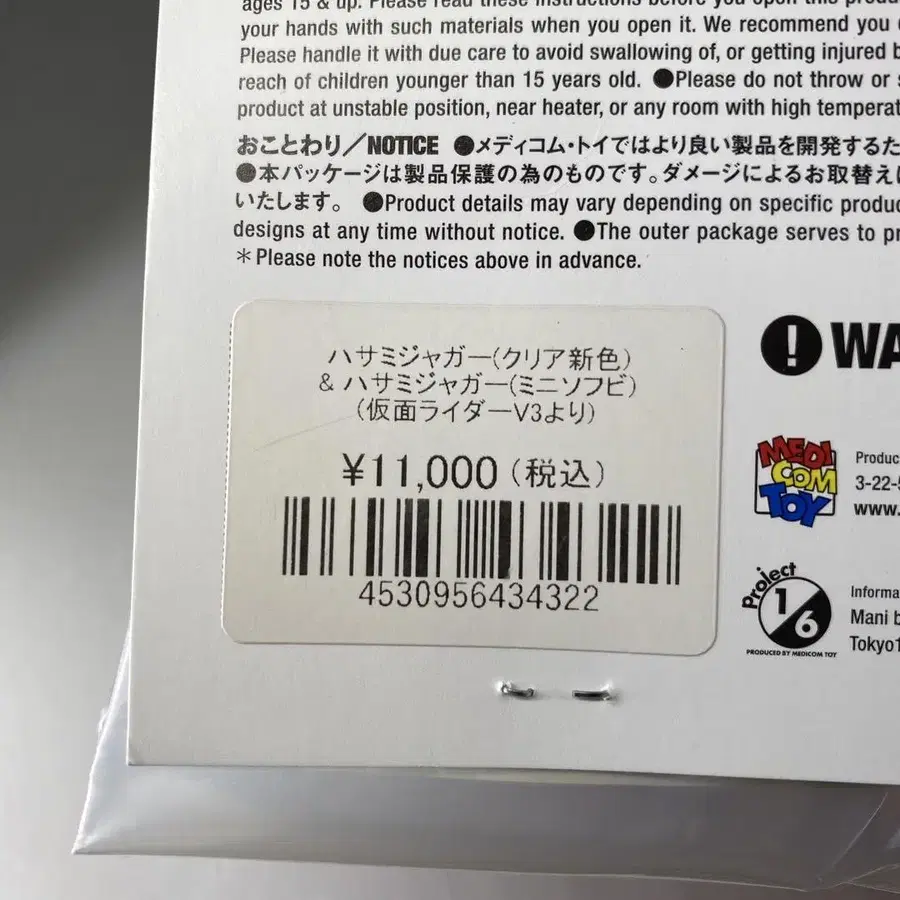 ages 15 & up. Please read these instructions before you open this
your hands with such materials when you open it. We recommend you
Please handle it with due care to avoid swallowing of, or getting injured
reach of children younger than 15 years old. ●Please do not throw or
product at unstable position, near heater, or any room with high
おことわり／NOTICE ●メディコム・トイではより良い製品を開発するた
●本パッケージは製品保護の為のものです。ダメージによるお取替え
いたします。 ●Product details may vary depending on specific
designs at any time without notice. ●The outer package serves to
＊Please note the notices above in advance.
ハサミジャガー(クリア新色)
& ハサミジャガー(ミニソフビ)
(仮面ライダーV3より)
¥11,000(税込)
4530956434322
WA
MEDI
COM
TOY
Produc
3-22-5
www.
Project
1/6
PRODUCED BY MEDICOM TOY
Informa
Mani b
Tokyo1